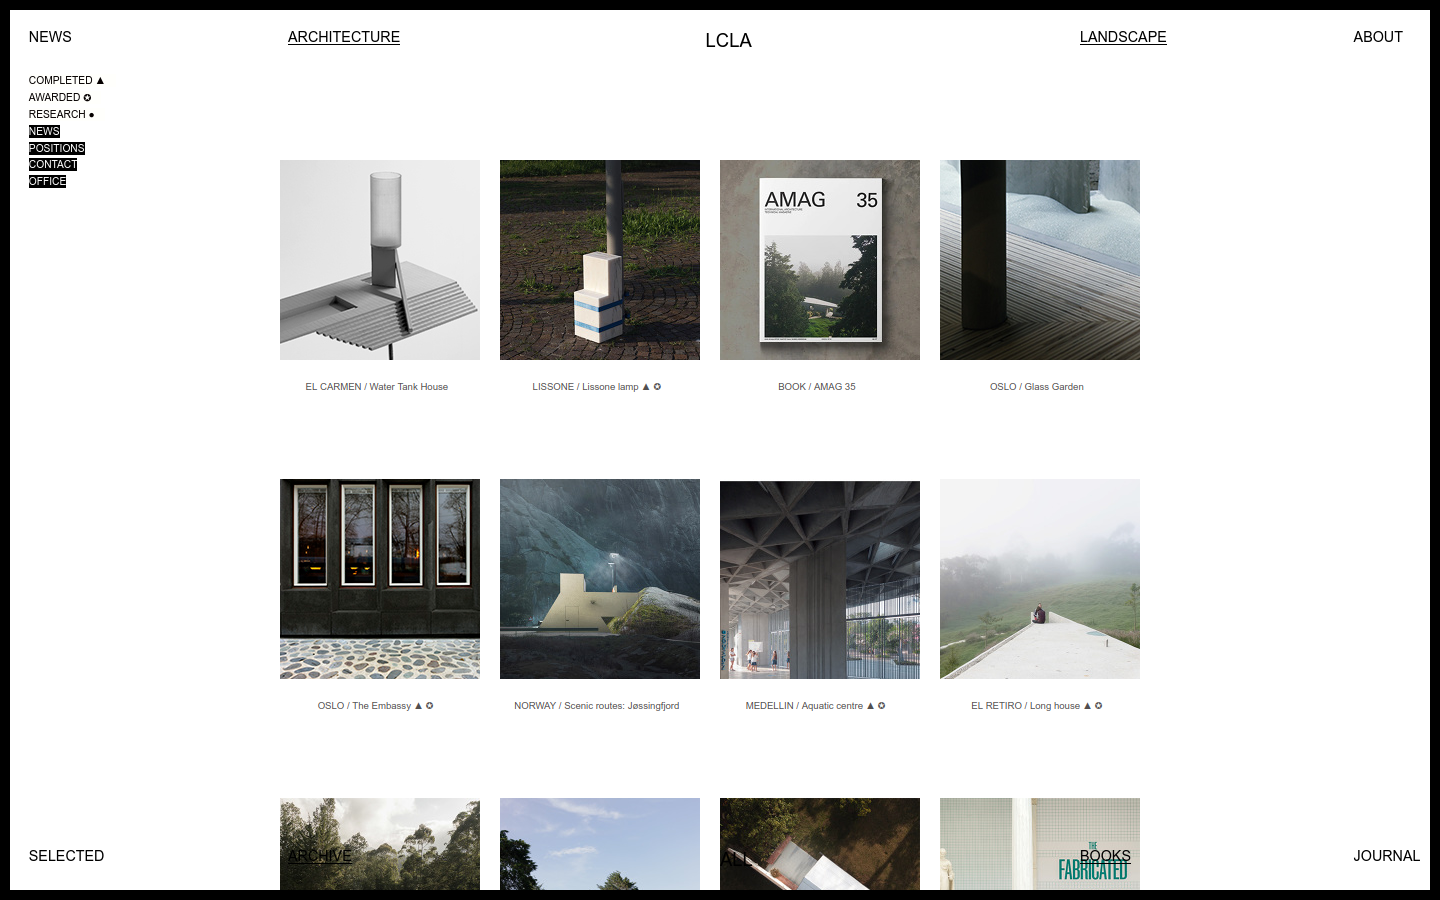 NEWS
ARCHITECTURE
LCLA
LANDSCAPE
ABOUT
COMPLETED ▲
AWARDED ✪
RESEARCH ●
NEWS
POSITIONS
CONTACT
OFFICE
AMAG 35
EL CARMEN / Water Tank House
LISSONE / Lissone lamp ▲ ✪
BOOK / AMAG 35
OSLO / Glass Garden
OSLO / The Embassy ▲ ✪
NORWAY / Scenic routes: Jøssingfjord
MEDELLIN / Aquatic centre ▲ ✪
EL RETIRO / Long house ▲ ✪
THE
FABRICATED
SELECTED
ARCHIVE
ALL
BOOKS
JOURNAL